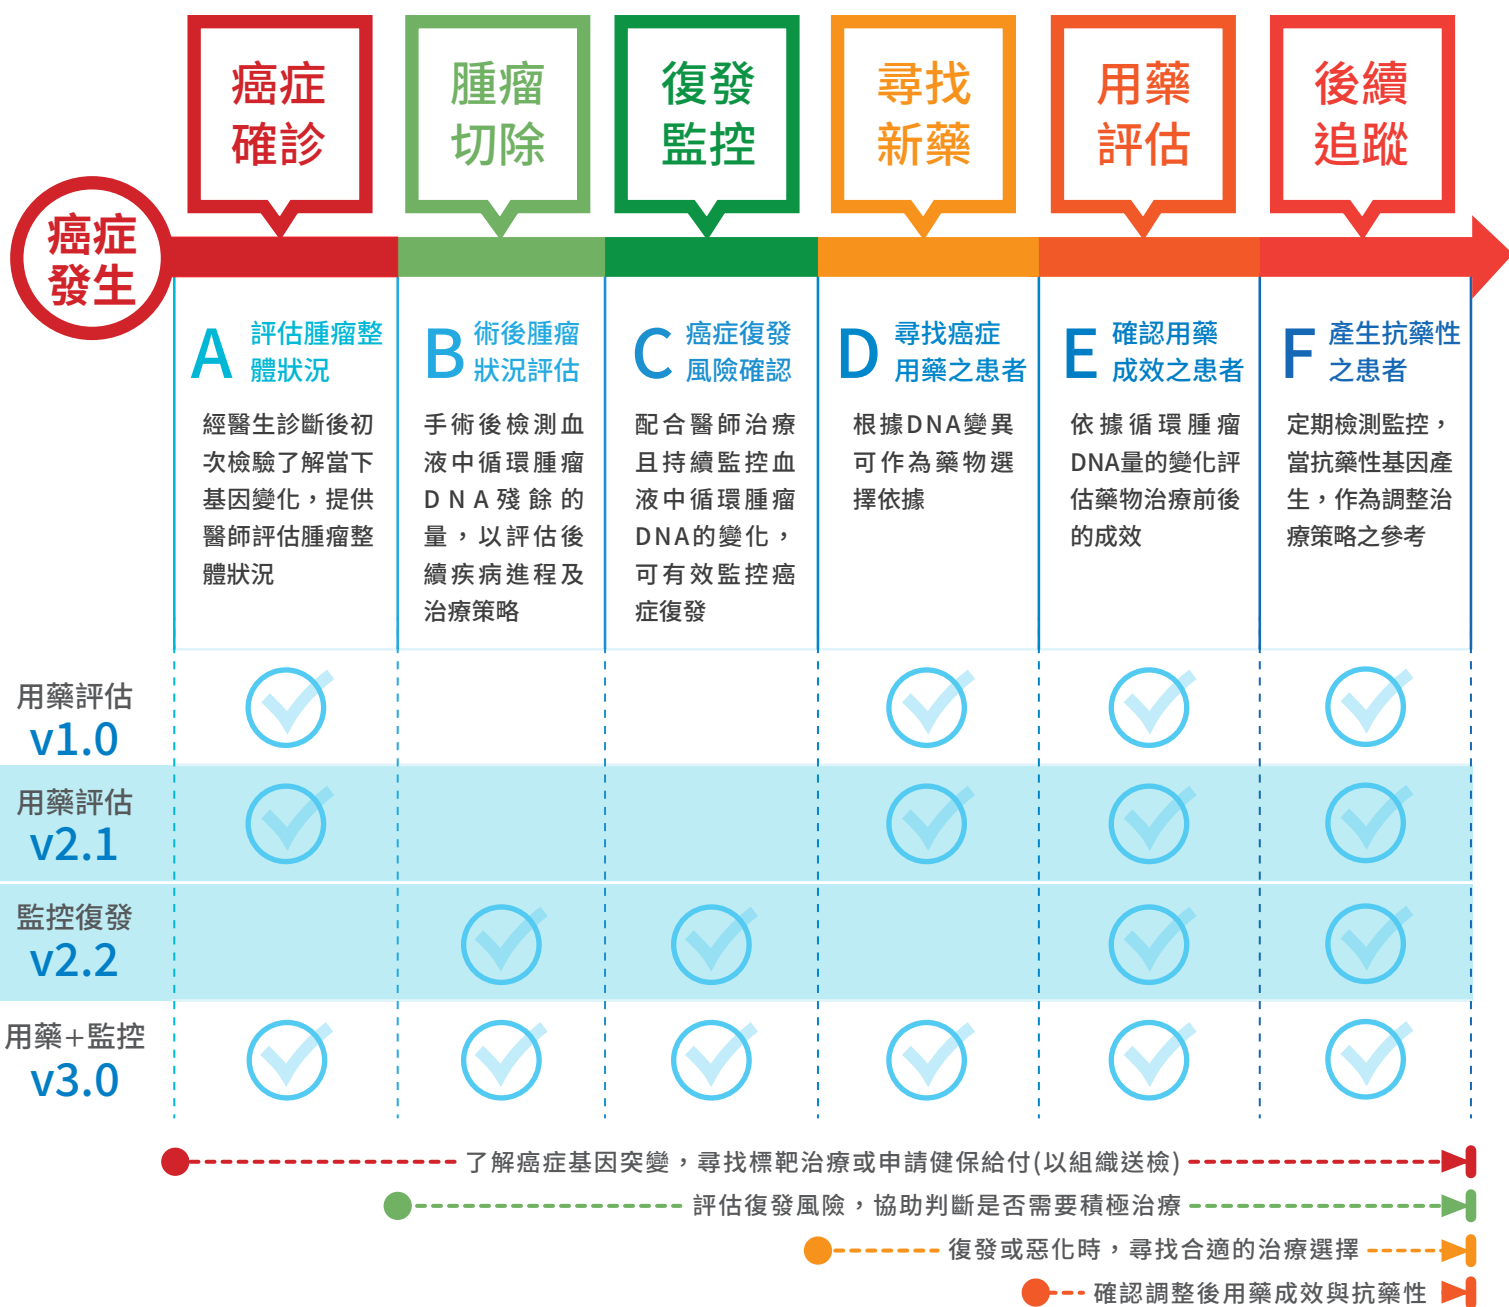 癌症
確診
腫瘤
切除
復發
監控
尋找
新藥
用藥
評估
後續
追蹤
癌症
發生
A
評估腫瘤整
體狀況
經醫生診斷後初
次檢驗了解當下
基因變化，提供
醫師評估腫瘤整
體狀況
B
術後腫瘤
狀況評估
手術後檢測血
液中循環腫瘤
DNA殘餘的
量，以評估後
續疾病進程及
治療策略
C
癌症復發
風險確認
配合醫師治療
且持續監控血
液中循環腫瘤
DNA的變化，
可有效監控癌
症復發
D
尋找癌症
用藥之患者
根據DNA變異
可作為藥物選
擇依據
E
確認用藥
成效之患者
依據循環腫瘤
DNA量的變化評
估藥物治療前後
的成效
F
產生抗藥性
之患者
定期檢測監控，
當抗藥性基因產
生，作為調整治
療策略之參考
用藥評估
v1.0
用藥評估
v2.1
監控復發
v2.2
用藥+監控
v3.0
了解癌症基因突變，尋找標靶治療或申請健保給付(以組織送檢)
評估復發風險，協助判斷是否需要積極治療
復發或惡化時，尋找合適的治療選擇
確認調整後用藥成效與抗藥性